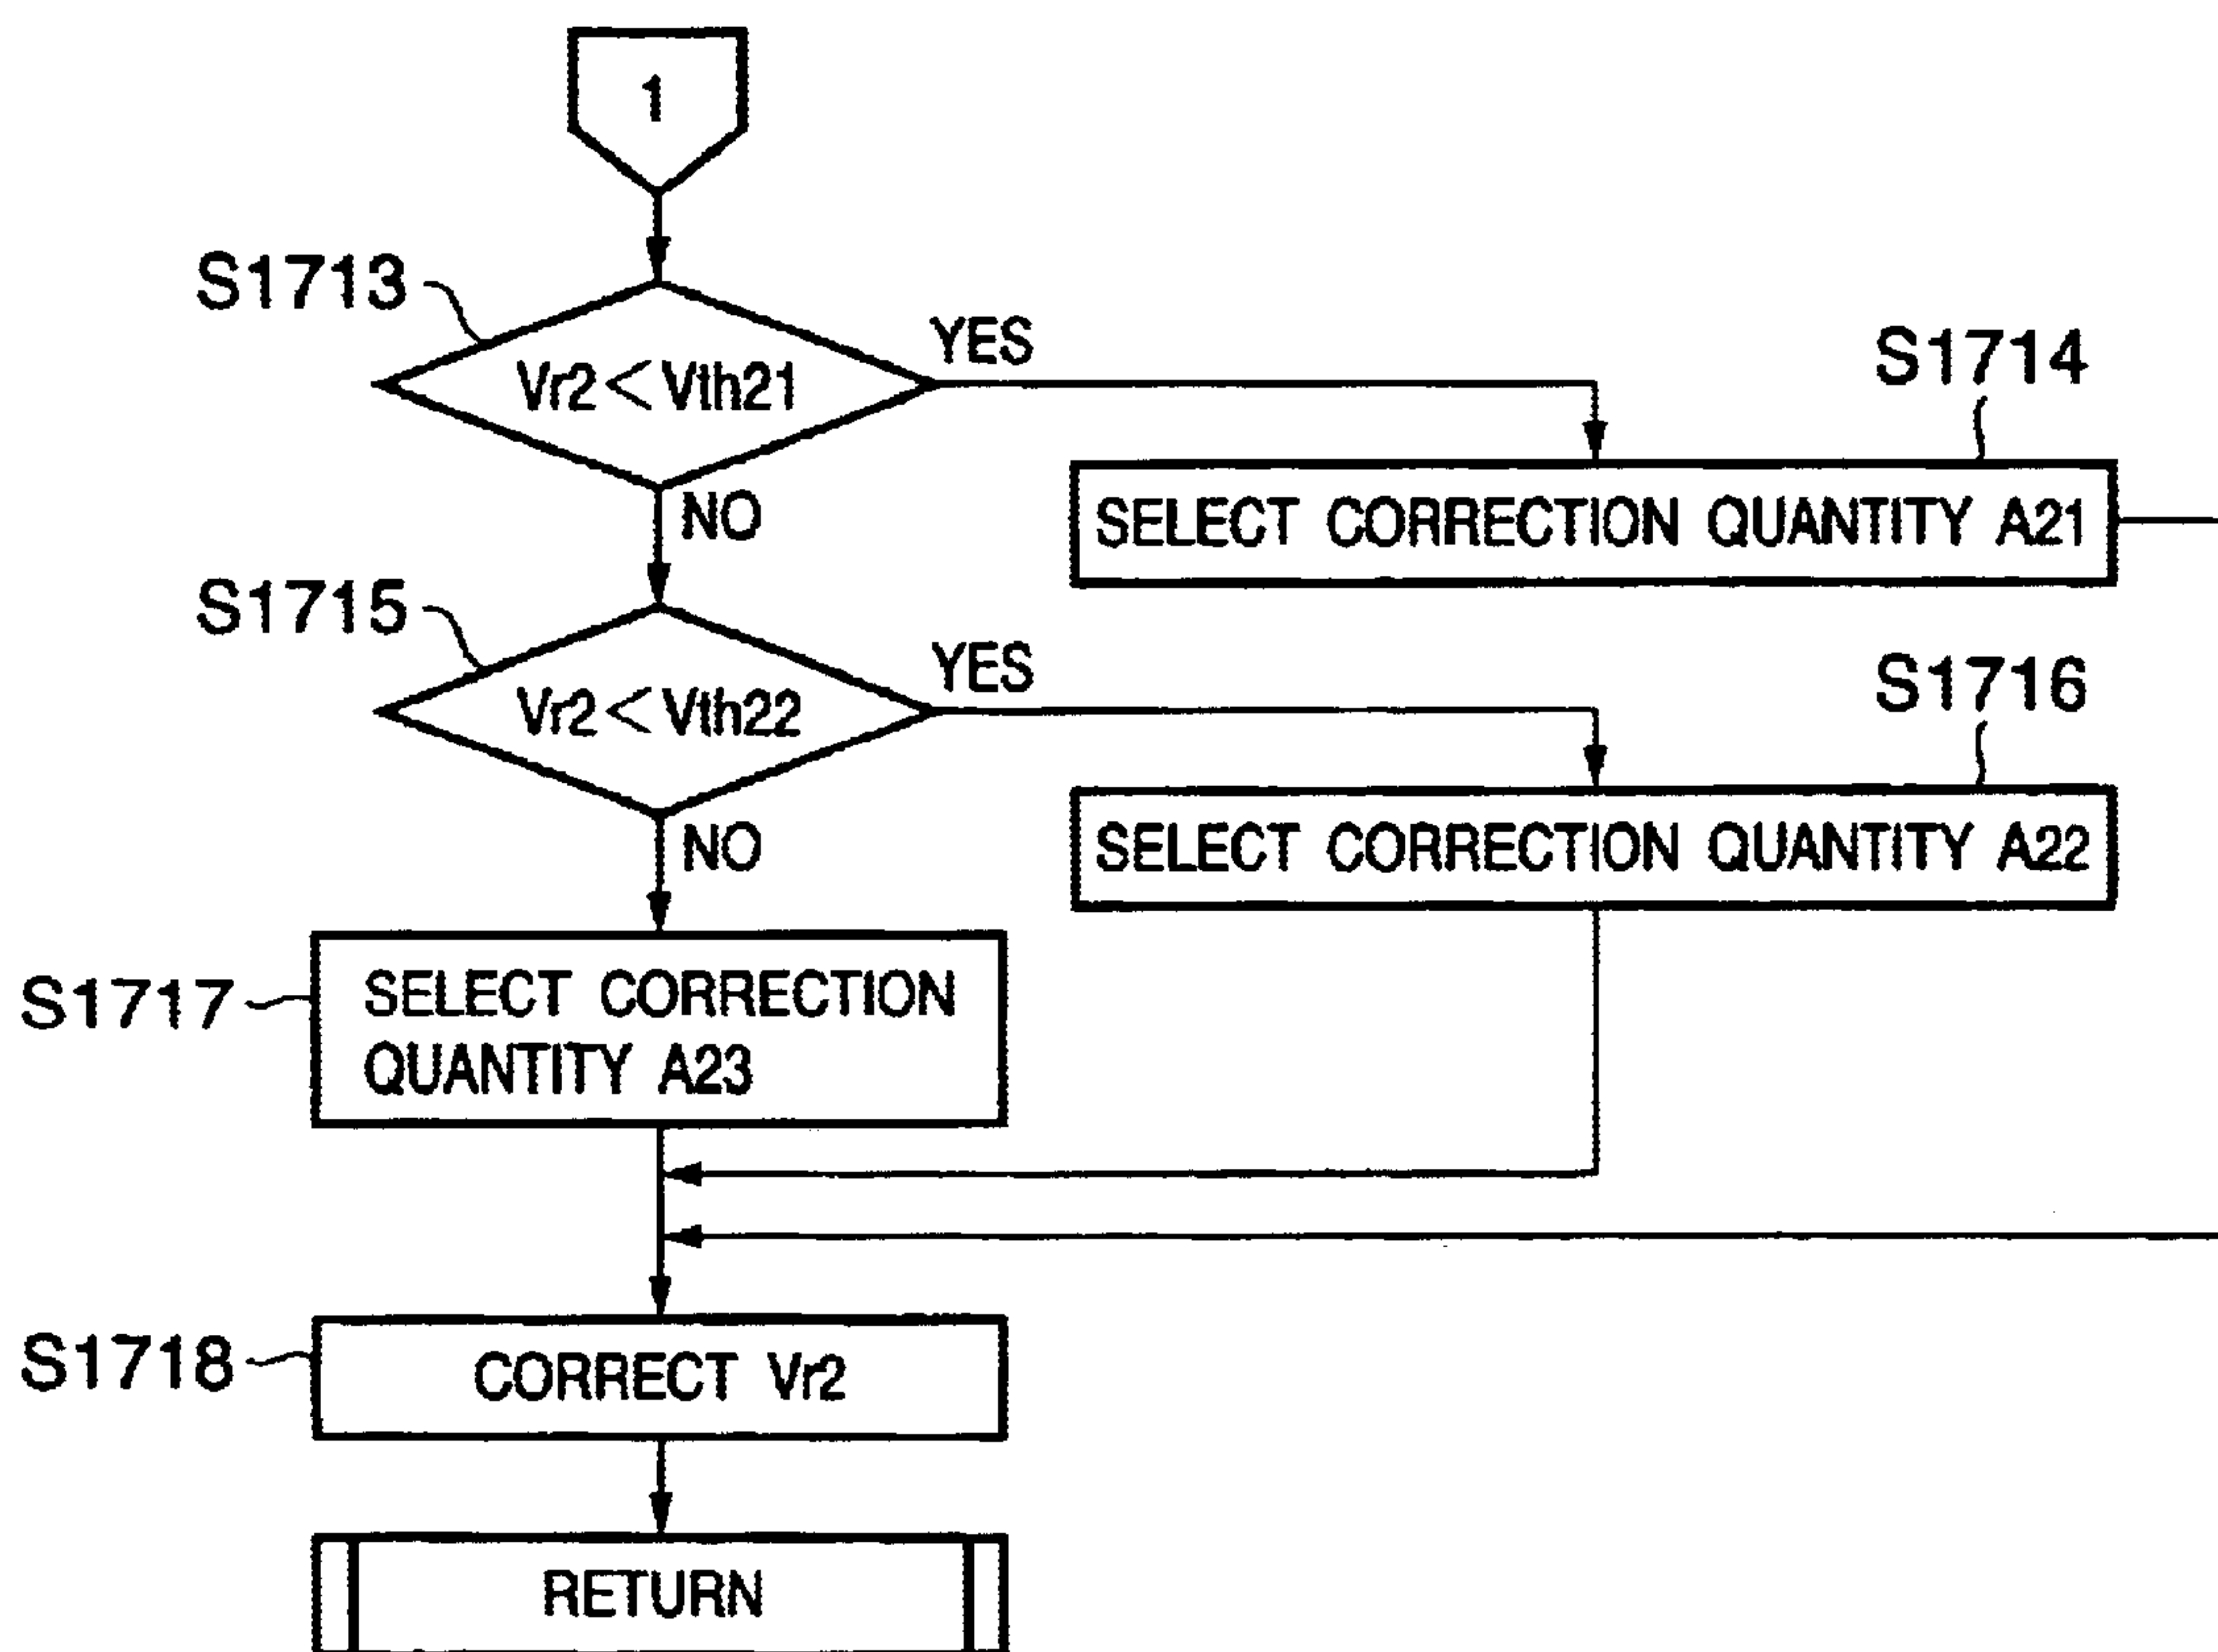 1
S1713
Vr2<Vth21
YES
NO
S1714
SELECT CORRECTION QUANTITY A21
S1715
Vr2<Vth22
YES
NO
S1716
SELECT CORRECTION QUANTITY A22
S1717
SELECT CORRECTION
QUANTITY A23
S1718
CORRECT Vr2
RETURN